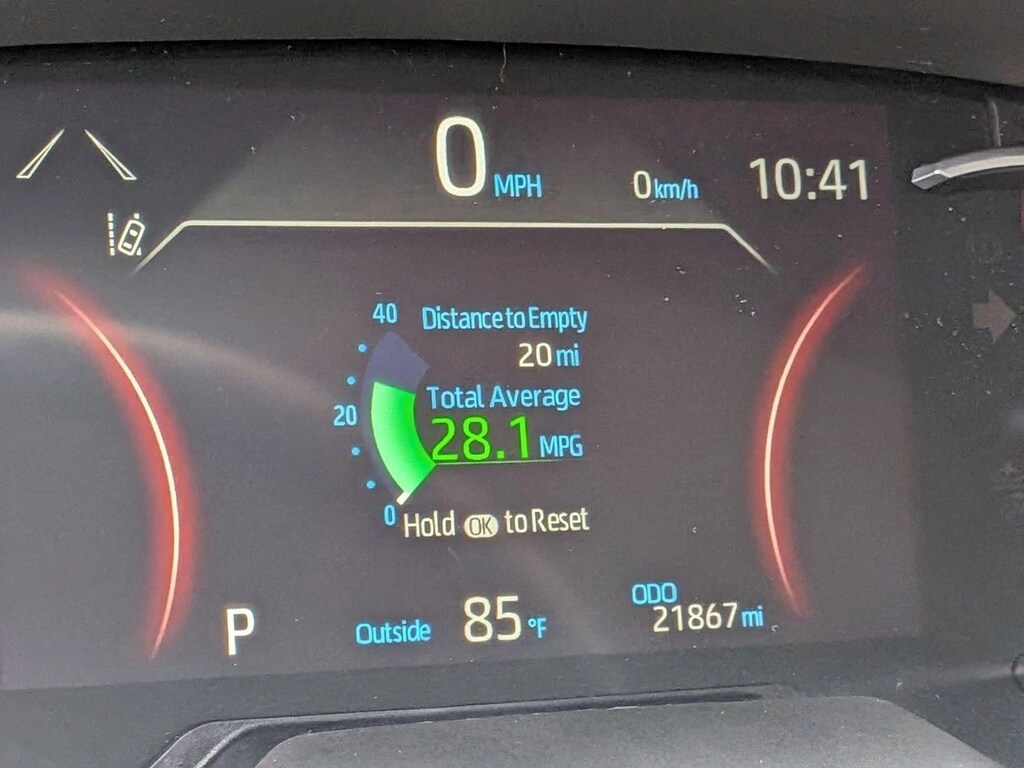 0 MPH 0 km/h 10:41
40 Distance to Empty
20 mi
Total Average
20 28.1 MPG
0 Hold OK to Reset
P Outside 85 °F ODO
21867 mi